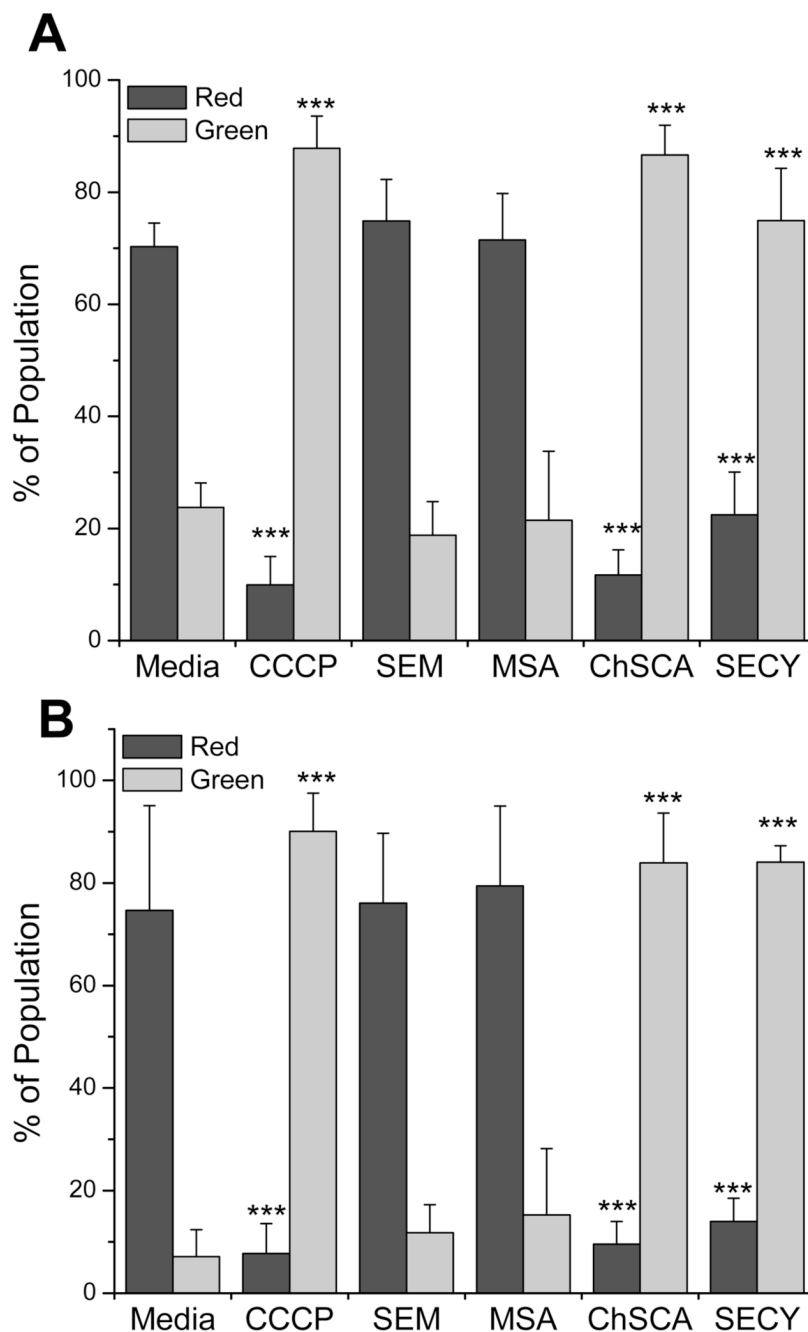 A
100
80
60
40
20
0
% of Population
Red
Green
***
***
***
***
***
***
Media CCCP SEM MSA ChSCA SECY
B
100
80
60
40
20
0
% of Population
Red
Green
***
***
***
***
***
***
Media CCCP SEM MSA ChSCA SECY